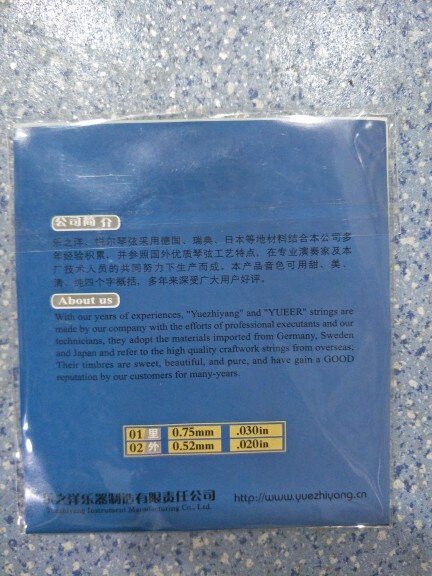 公司简介
乐之洋、悦尔琴弦采用德国、瑞典、日本等地材料结合本公司多
年经验积累，并参照国外优质琴弦工艺特点，在专业演奏家及本
厂技术人员的共同努力下生产而成。本产品音色可用甜、美、
清、纯四个字概括，多年来深受广大用户好评。
About us
With our years of experiences, "Yuezhiyang" and "YUEER" strings are
made by our company with the efforts of professional executants and our
technicians, they adopt the materials imported from Germany, Sweden
and Japan and refer to the high quality craftwork strings from overseas;
Their timbres are sweet, beautiful, and pure, and have gain a GOOD
reputation by our customers for many-years.
01 里 0.75mm .030in
02 外 0.52mm .020in
乐之洋乐器制造有限责任公司 http://www.yuezhiyang.cn
Yuezhiyang Instrument Manufacturing Co., Ltd.